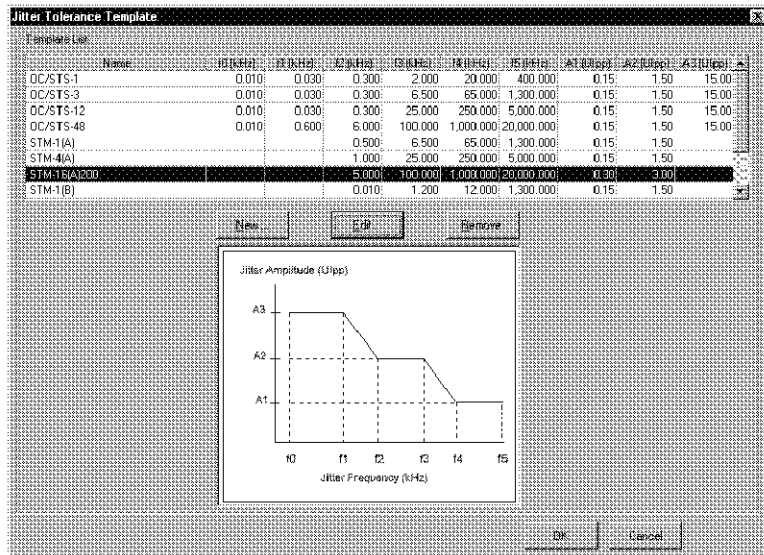 Jitter Tolerance Template
Template List
Name f0 (kHz) f1 (kHz) f2 (kHz) f3 (kHz) f4 (kHz) f5 (kHz) A1 (UIpp) A2 (UIpp) A3 (UIpp)
OC/STS-1 0.010 0.030 0.300 2.000 20.000 400.000 0.15 1.50 15.00
OC/STS-3 0.010 0.030 0.300 6.500 65.000 1,300.000 0.15 1.50 15.00
OC/STS-12 0.010 0.030 0.300 25.000 250.000 5,000.000 0.15 1.50 15.00
OC/STS-48 0.010 0.600 6.000 100.000 1,000.000 20,000.000 0.15 1.50 15.00
STM-1(A) 0.500 6.500 65.000 1,300.000 0.15 1.50
STM-4(A) 1.000 25.000 250.000 5,000.000 0.15 1.50
STM-16(A)200 5.000 100.000 1,000.000 20,000.000 0.30 3.00
STM-1(B) 0.010 1.200 12.000 1,300.000 0.15 1.50
New... Edit... Remove
Jitter Amplitude (UIpp)
A3
A2
A1
f0 f1 f2 f3 f4 f5
Jitter Frequency (kHz)
OK Cancel